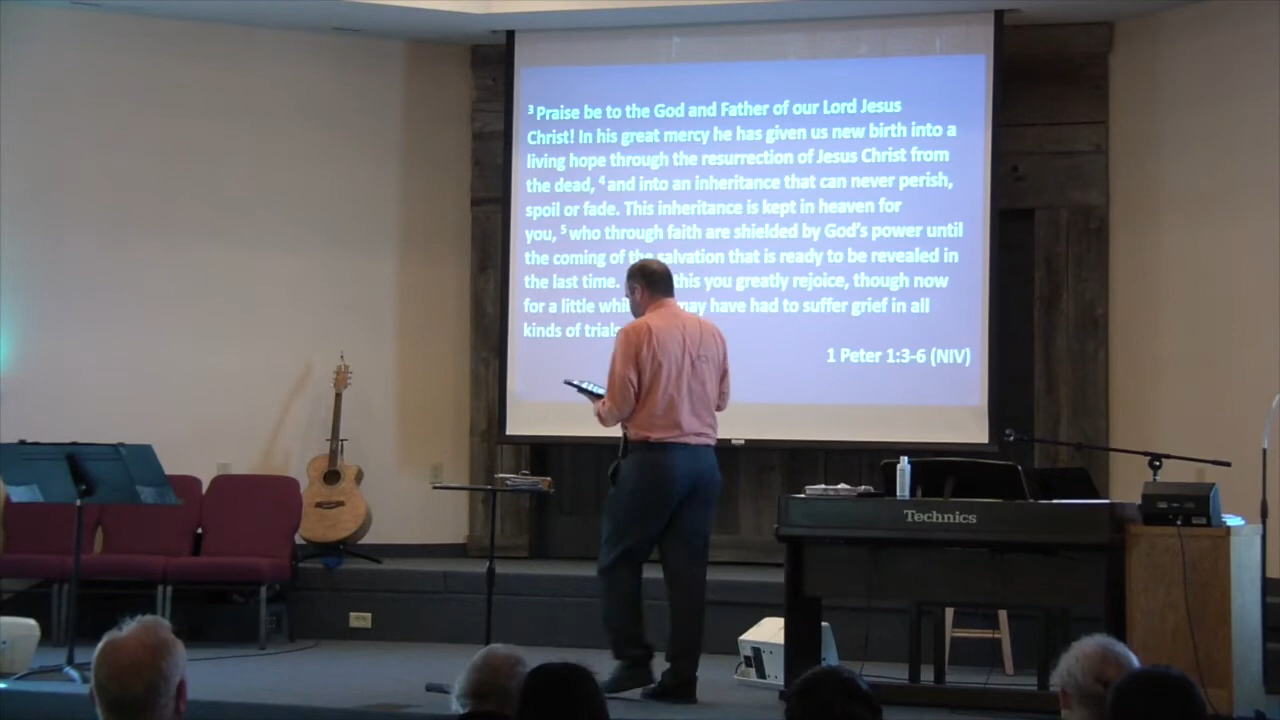 ³ Praise be to the God and Father of our Lord Jesus
Christ! In his great mercy he has given us new birth into a
living hope through the resurrection of Jesus Christ from
the dead, ⁴ and into an inheritance that can never perish,
spoil or fade. This inheritance is kept in heaven for
you, ⁵ who through faith are shielded by God's power until
the coming of the salvation that is ready to be revealed in
the last time. this you greatly rejoice, though now
for a little may have had to suffer grief in all
kinds of trials
1 Peter 1:3-6 (NIV)
Technics